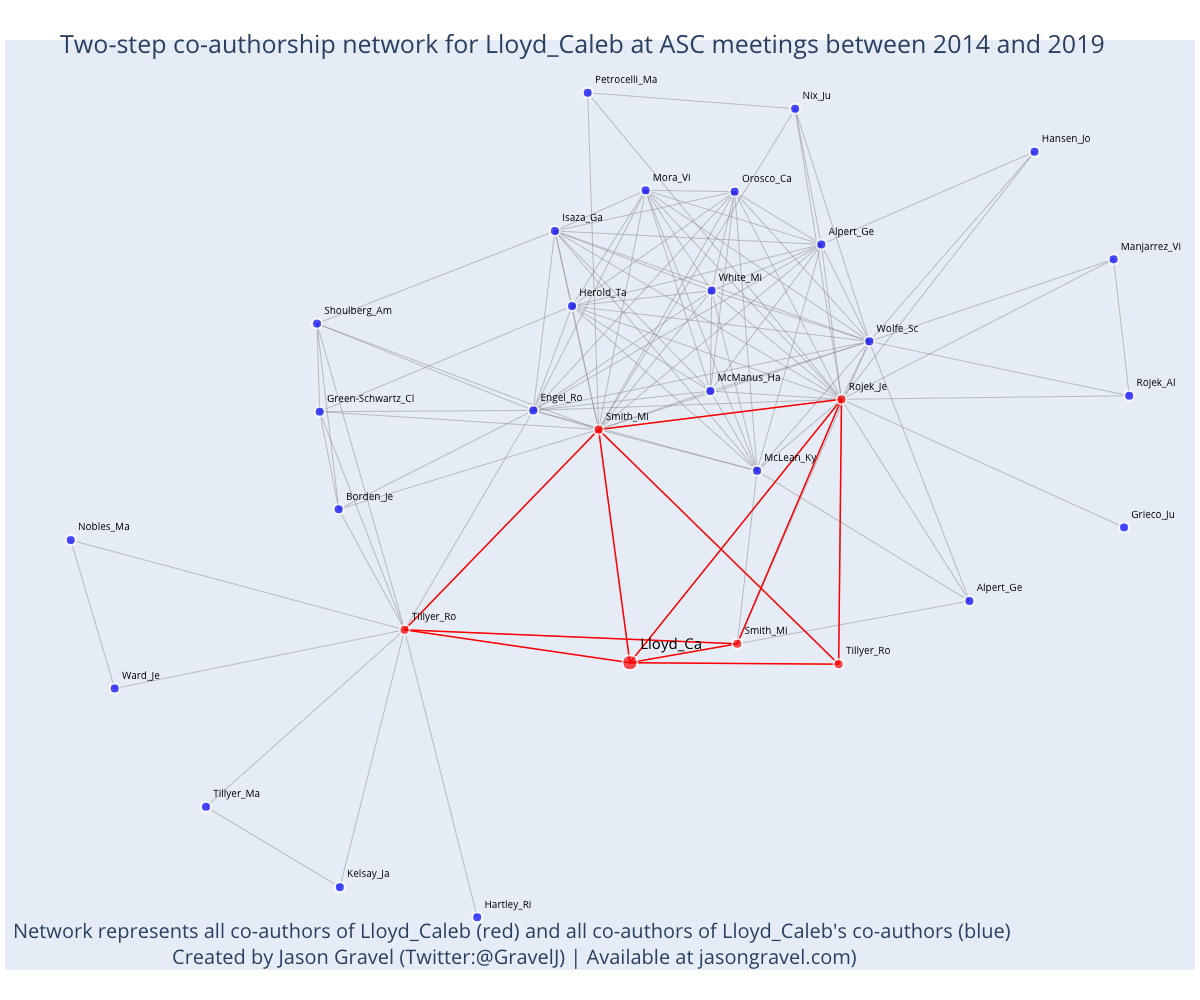 Two-step co-authorship network for Lloyd_Caleb at ASC meetings between 2014 and 2019
Petrocelli_Ma
Nix_Ju
Hansen_Jo
Mora_Vi
Orosco_Ca
Isaza_Ga
Alpert_Ge
Manjarrez_Vi
White_Mi
Herold_Ta
Shoulberg_Am
Wolfe_Sc
McManus_Ha
Rojek_Je
Rojek_Al
Green-Schwartz_Cl
Engel_Ro
Smith_Mi
McLean_Ky
Borden_Je
Grieco_Ju
Nobles_Ma
Alpert_Ge
Tillyer_Ro
Smith_Mi
Lloyd_Ca
Tillyer_Ro
Ward_Je
Tillyer_Ma
Kelsay_Ja
Hartley_Ri
Network represents all co-authors of Lloyd_Caleb (red) and all co-authors of Lloyd_Caleb's co-authors (blue)
Created by Jason Gravel (Twitter:@GravelJ) | Available at jasongravel.com)